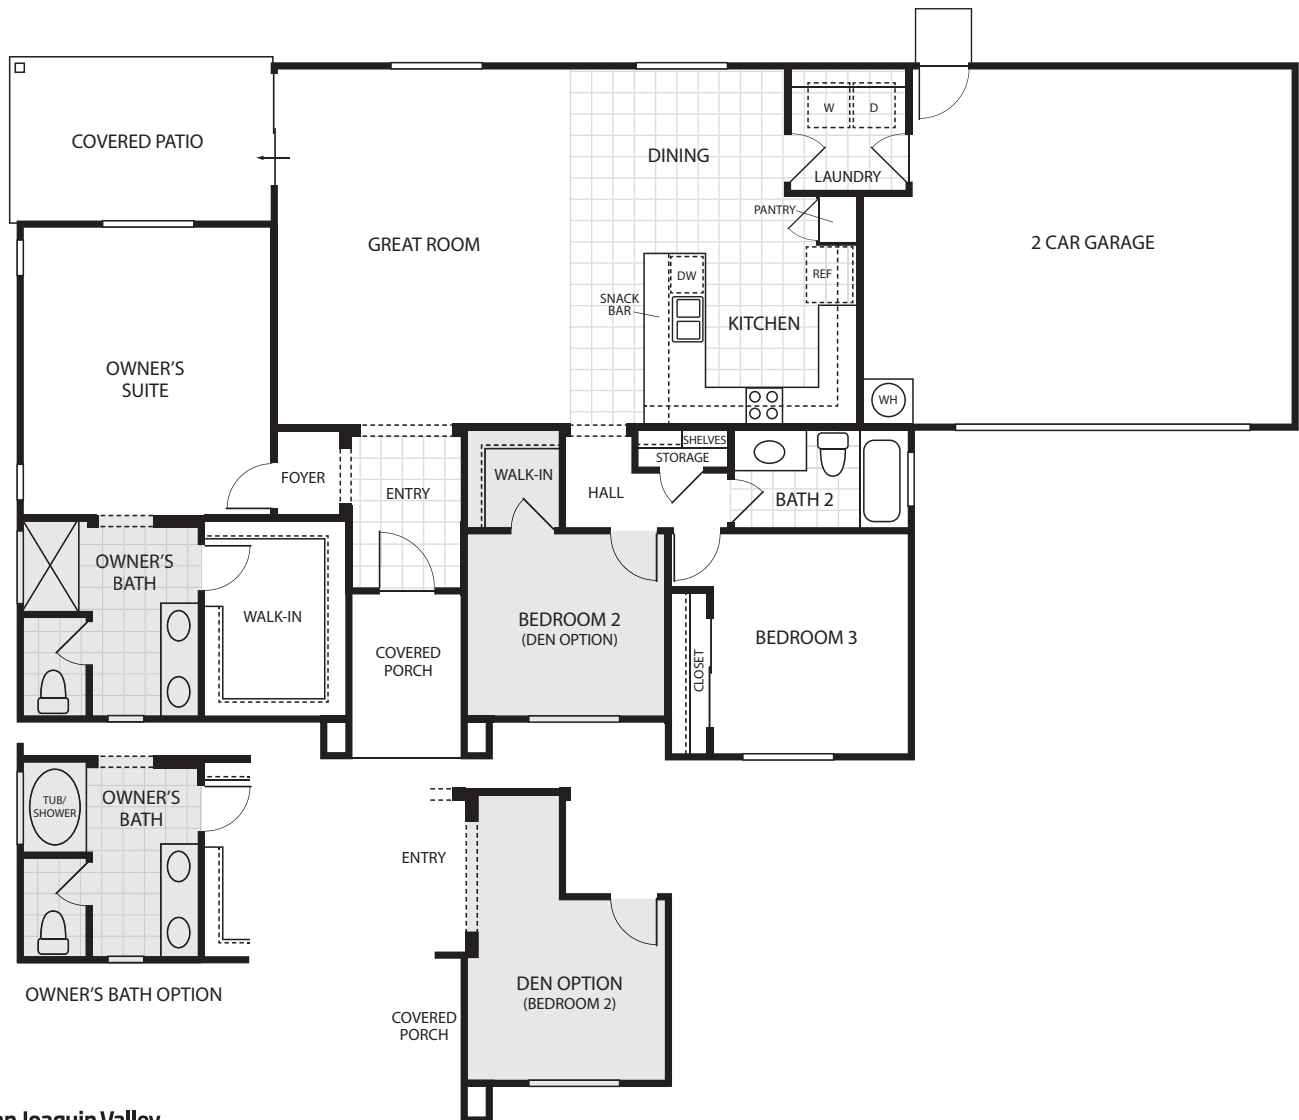 COVERED PATIO
GREAT ROOM
DINING
W
D
LAUNDRY
PANTRY
2 CAR GARAGE
DW
REF
SNACK
BAR
KITCHEN
OWNER'S
SUITE
WH
FOYER
ENTRY
WALK-IN
HALL
SHELVES
STORAGE
BATH 2
OWNER'S
BATH
WALK-IN
COVERED
PORCH
BEDROOM 2
(DEN OPTION)
CLOSET
BEDROOM 3
TUB/
SHOWER
OWNER'S
BATH
OWNER'S BATH OPTION
ENTRY
DEN OPTION
(BEDROOM 2)
COVERED
PORCH
Joaquin Valley